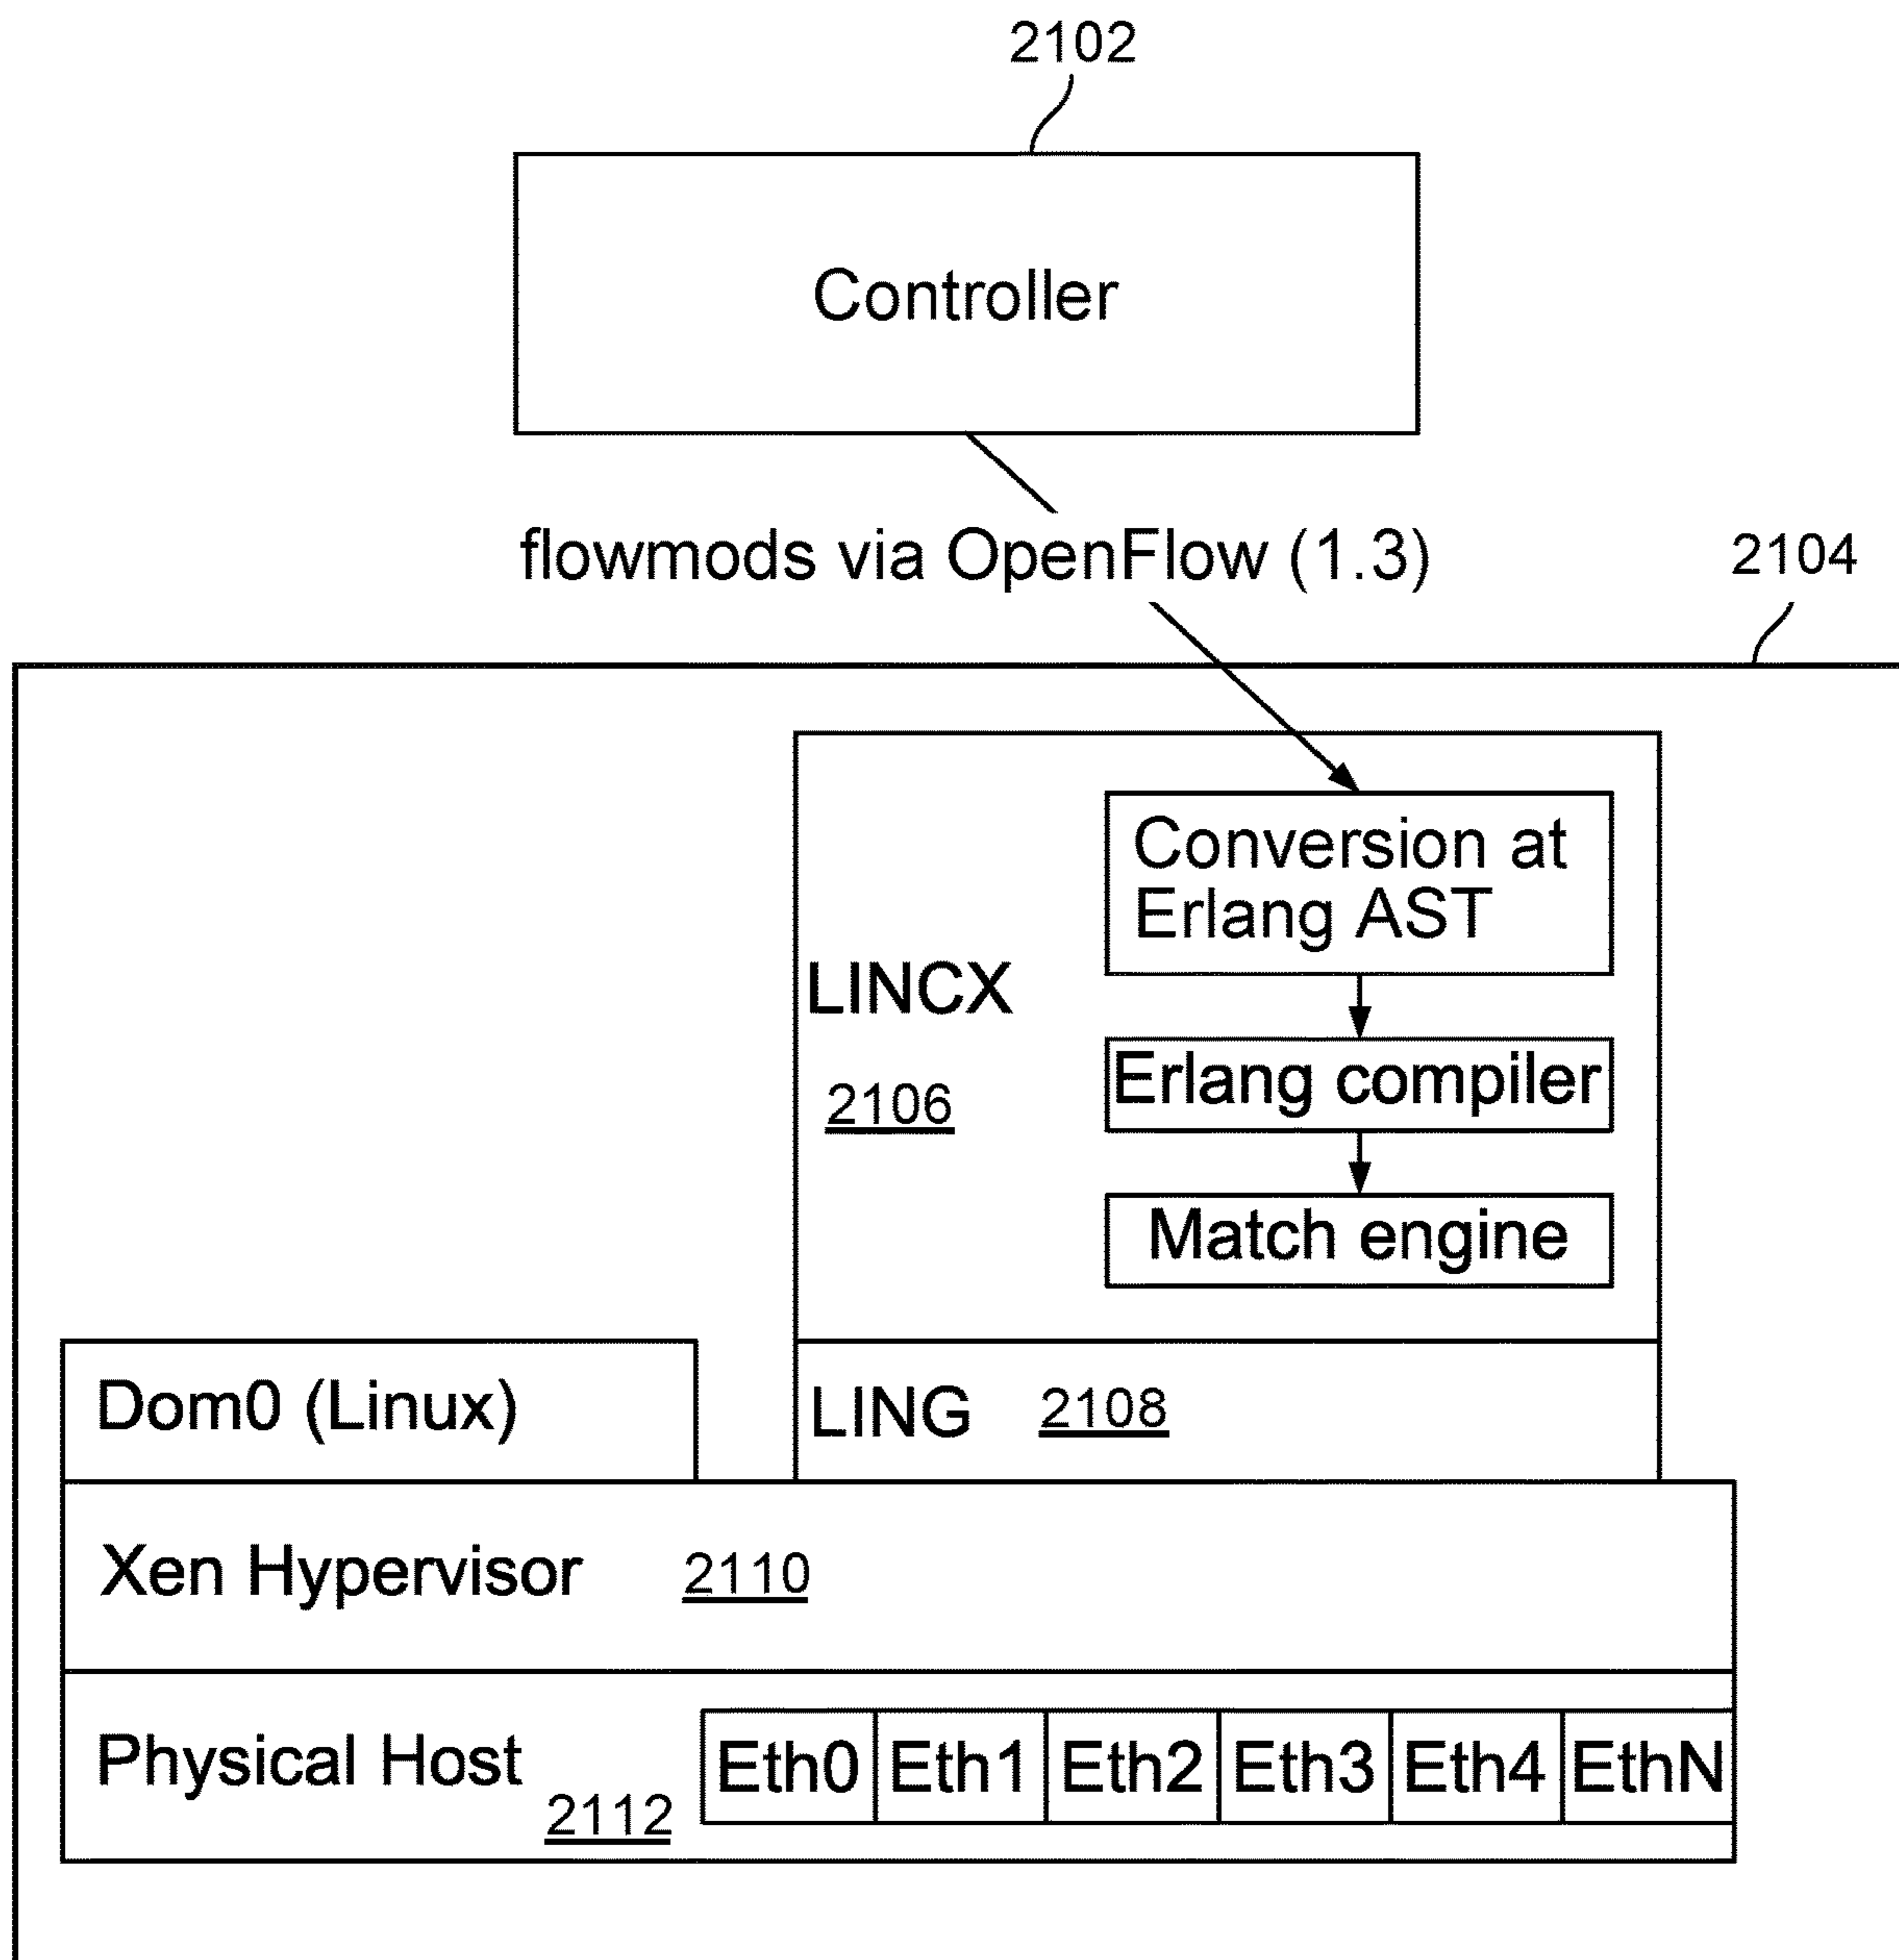 2102
Controller
flowmods via OpenFlow (1.3)
2104
Conversion at
Erlang AST
LINCX
2106
Erlang compiler
Match engine
Dom0 (Linux)
LING 2108
Xen Hypervisor 2110
Physical Host 2112
Eth0 Eth1 Eth2 Eth3 Eth4 EthN